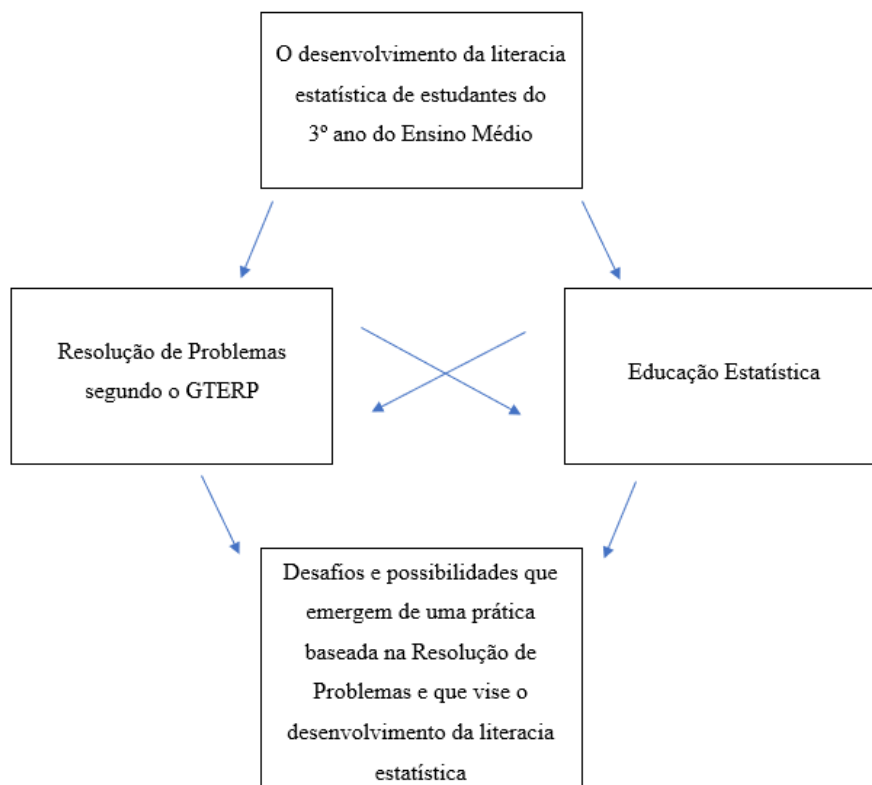 O desenvolvimento da literacia
estatística de estudantes do
3º ano do Ensino Médio
Resolução de Problemas
segundo o GTERP
Educação Estatística
Desafios e possibilidades que
emergem de uma prática
baseada na Resolução de
Problemas e que vise o
desenvolvimento da literacia
estatística